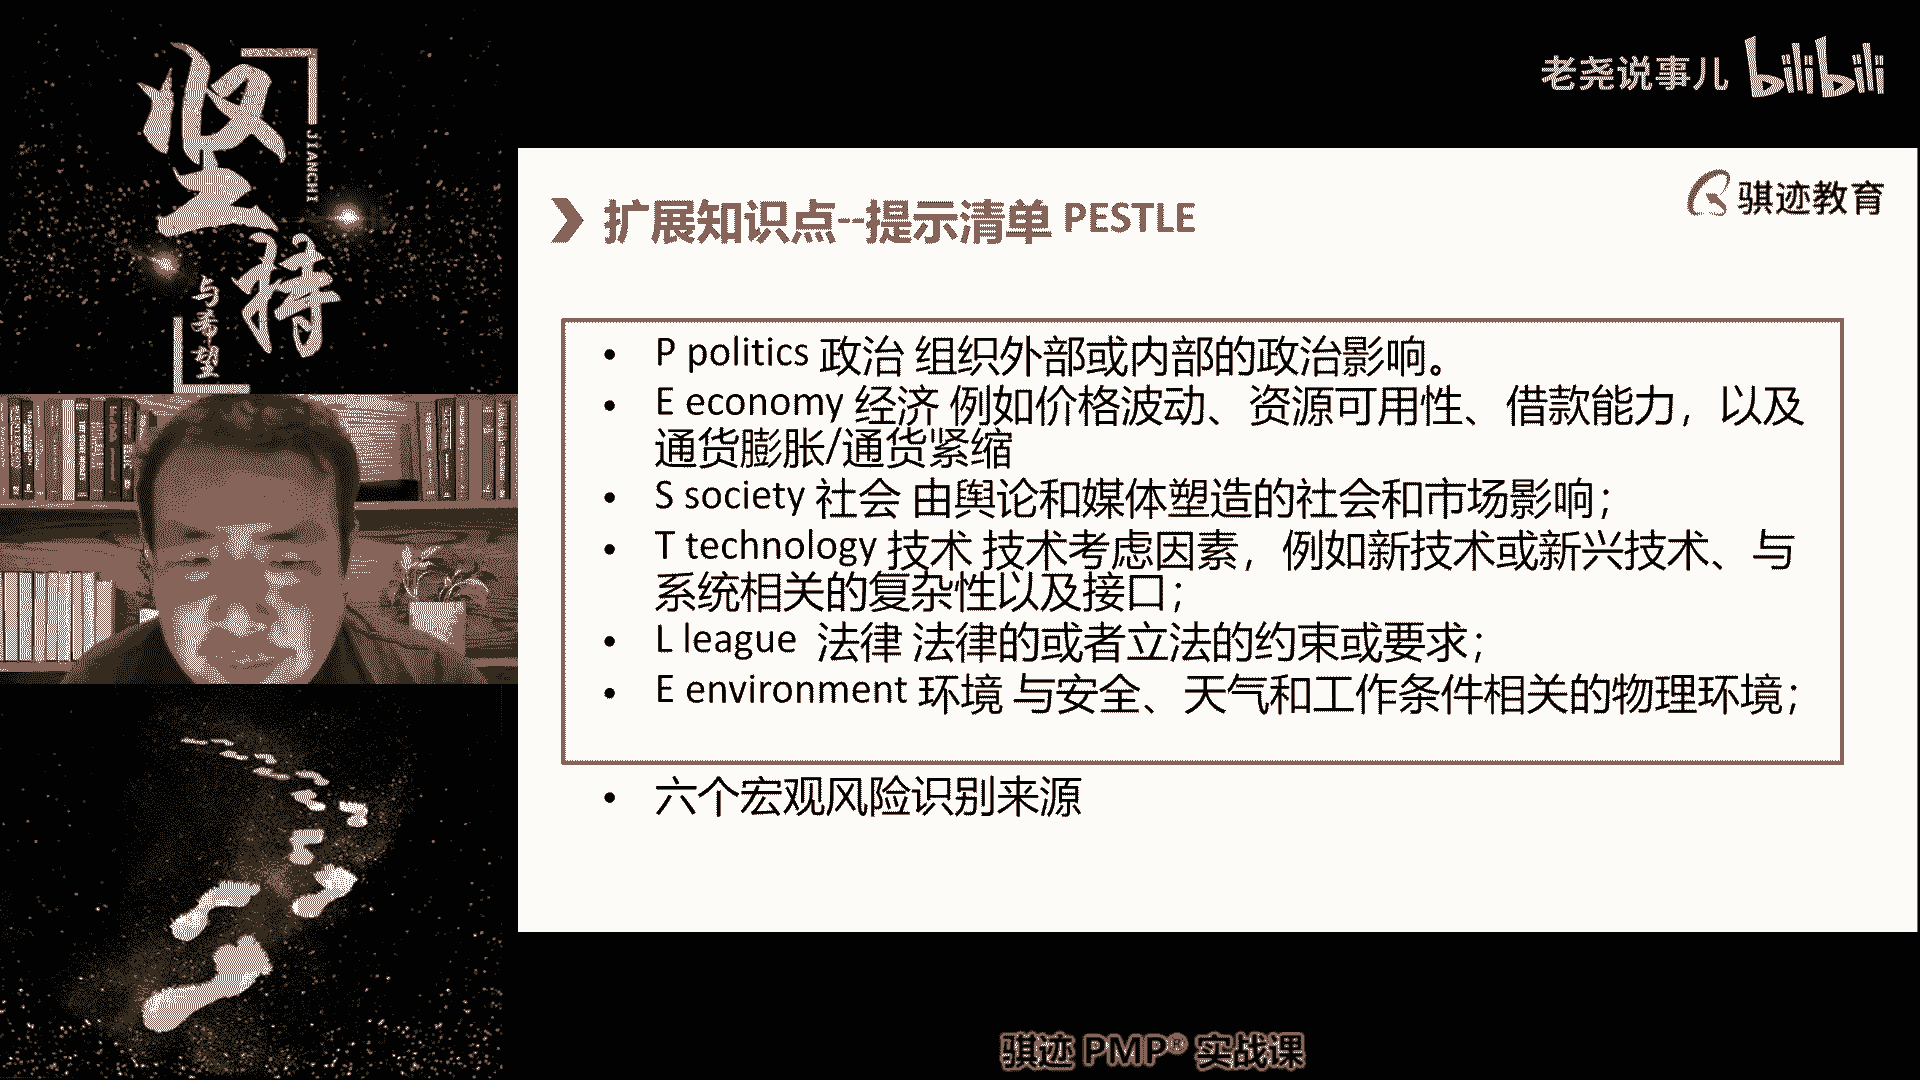 坚持
JIANCHI
与希望
老尧说事儿 bilibili
骐迹教育
扩展知识点--提示清单 PESTLE
• P politics 政治 组织外部或内部的政治影响。
• E economy 经济 例如价格波动、资源可用性、借款能力，以及
通货膨胀/通货紧缩
• S society 社会 由舆论和媒体塑造的社会和市场影响；
• T technology 技术 技术考虑因素，例如新技术或新兴技术、与
系统相关的复杂性以及接口；
• L league 法律 法律的或者立法的约束或要求；
• E environment 环境 与安全、天气和工作条件相关的物理环境；
• 六个宏观风险识别来源
骐迹 PMP® 实战课